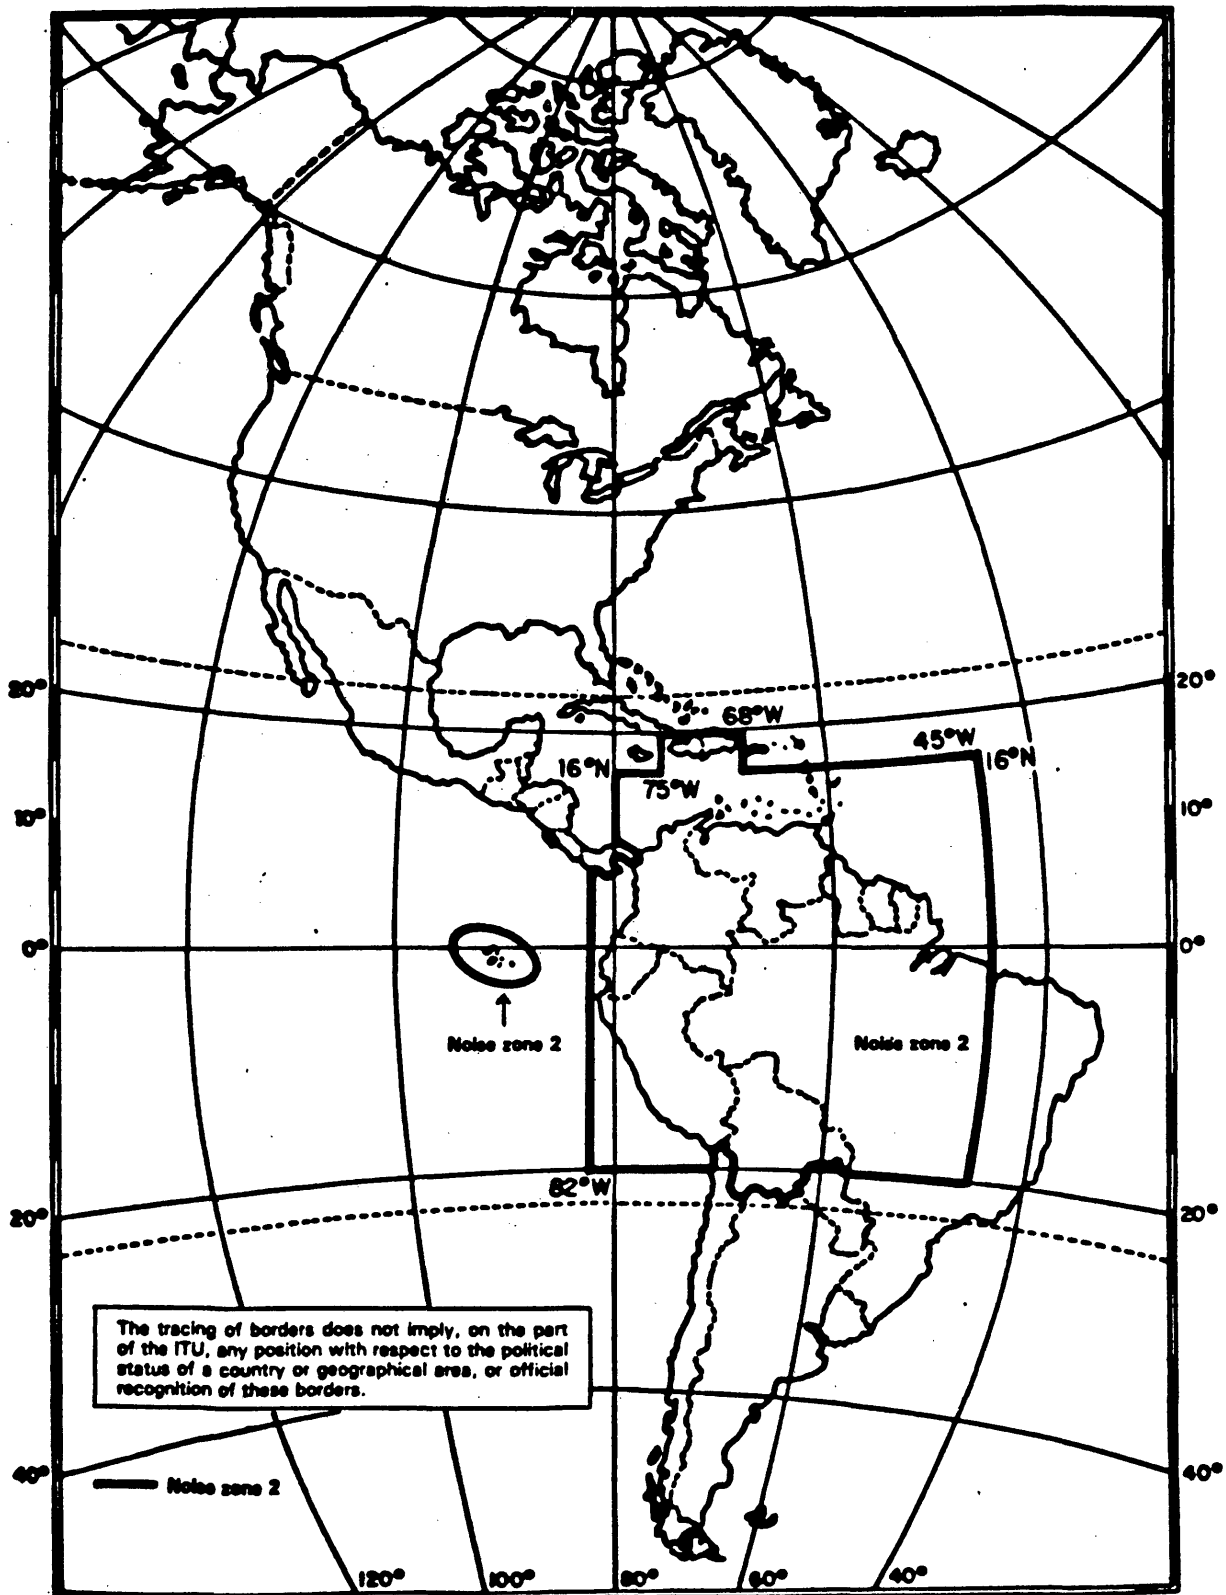 20°
20°
68°W
45°W
16°N
16°N
75°W
10°
10°
0°
0°
Noise zone 2
Noise zone 2
82°W
20°
20°
The tracing of borders does not imply, on the part
of the ITU, any position with respect to the political
status of a country or geographical area, or official
recognition of these borders.
40°
40°
Noise zone 2
120°
100°
80°
60°
40°